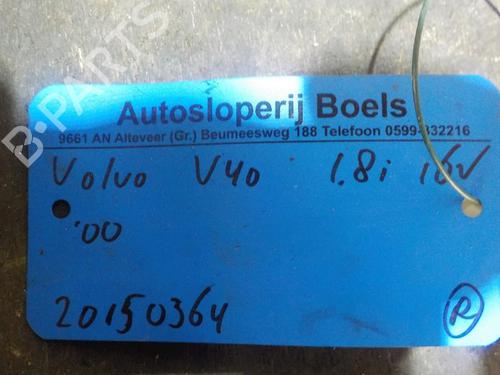 Autosloperij Boels
9661 AN Alteveer (Gr.) Beumeesweg 188 Telefoon 0599-332216
Volvo V40 1.8i 16V
'00
20150364 R
B-PARTS